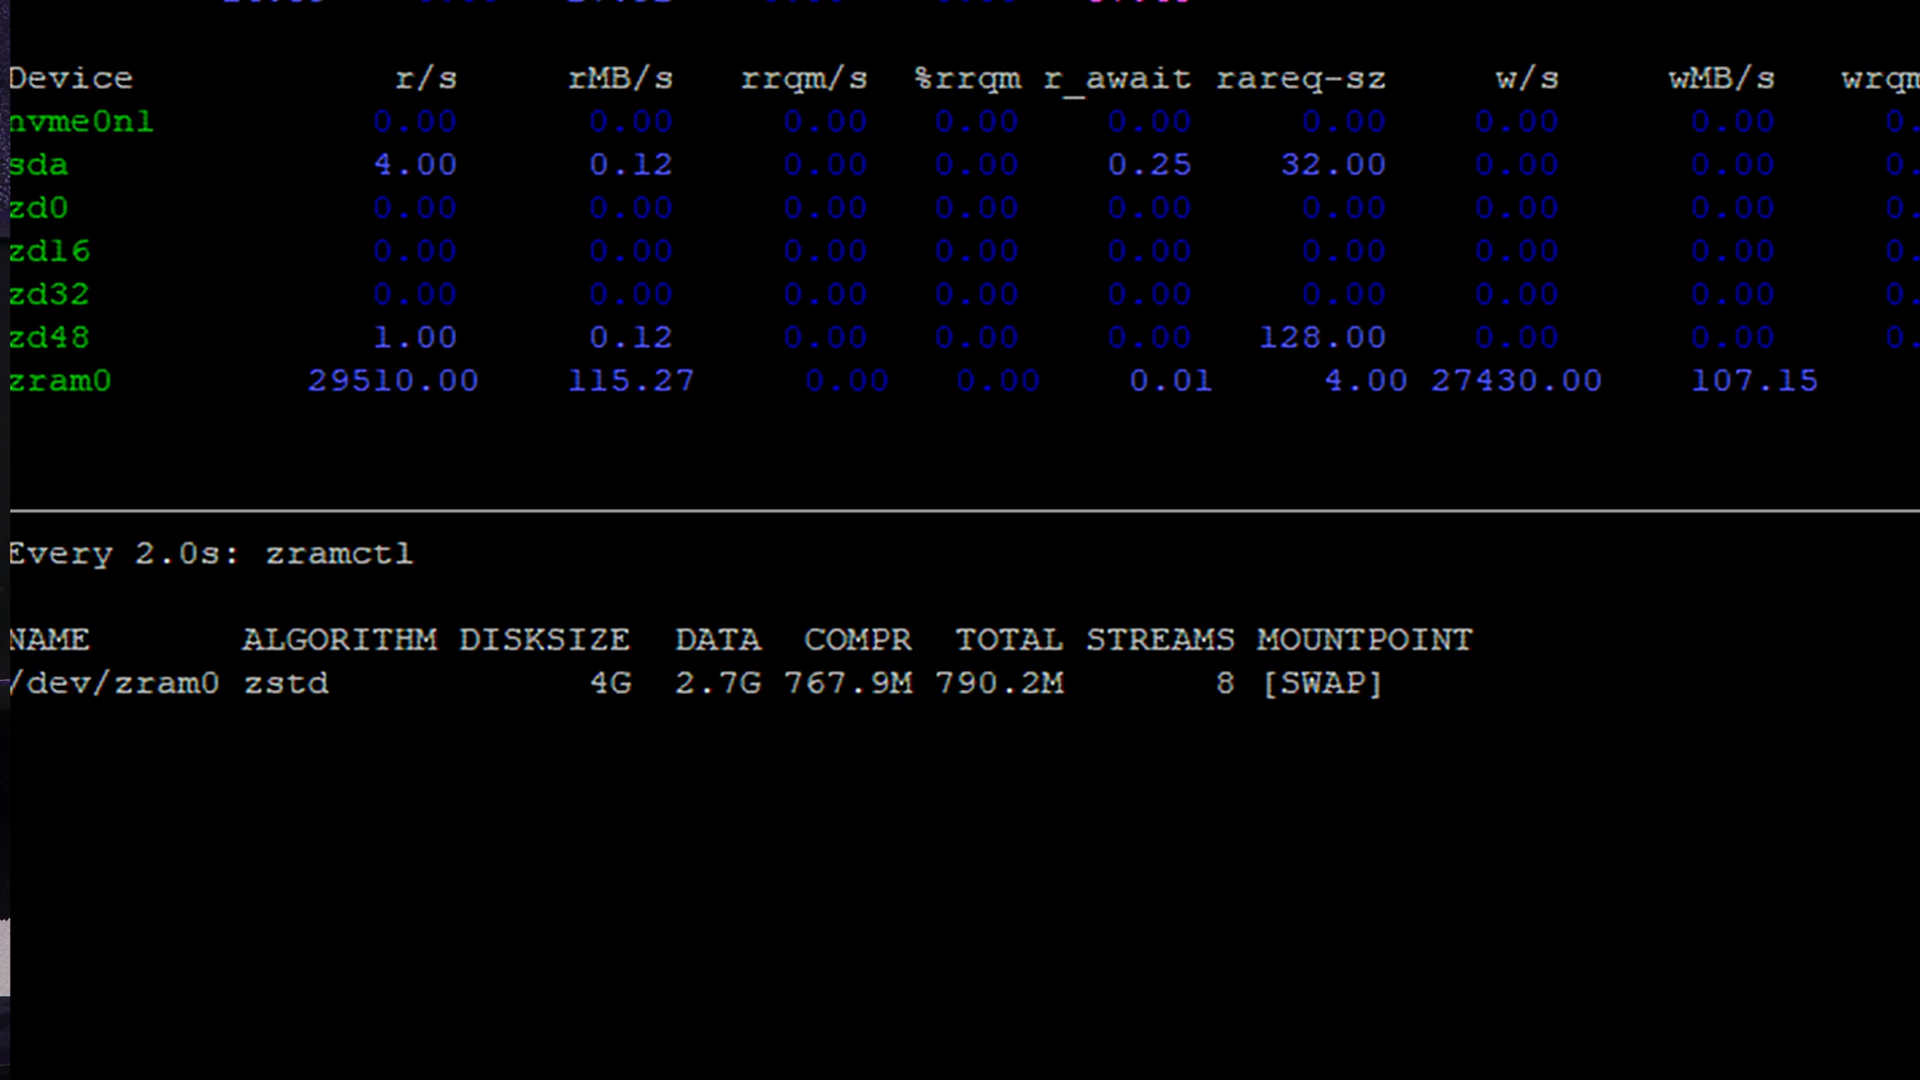 Device r/s rMB/s rrqm/s %rrqm r_await rareq-sz w/s wMB/s wrqm
nvme0n1 0.00 0.00 0.00 0.00 0.00 0.00 0.00 0.00 0.
sda 4.00 0.12 0.00 0.00 0.25 32.00 0.00 0.00 0.
zd0 0.00 0.00 0.00 0.00 0.00 0.00 0.00 0.00 0.
zd16 0.00 0.00 0.00 0.00 0.00 0.00 0.00 0.00 0.
zd32 0.00 0.00 0.00 0.00 0.00 0.00 0.00 0.00 0.
zd48 1.00 0.12 0.00 0.00 0.00 128.00 0.00 0.00 0.
zram0 29510.00 115.27 0.00 0.00 0.01 4.00 27430.00 107.15
Every 2.0s: zramctl
NAME ALGORITHM DISKSIZE DATA COMPR TOTAL STREAMS MOUNTPOINT
/dev/zram0 zstd 4G 2.7G 767.9M 790.2M 8 [SWAP]